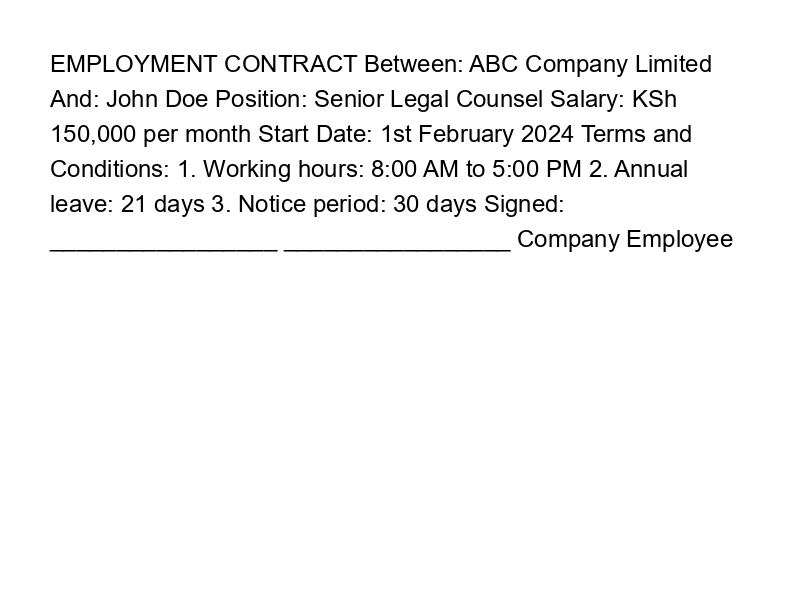 EMPLOYMENT CONTRACT Between: ABC Company Limited
And: John Doe Position: Senior Legal Counsel Salary: KSh
150,000 per month Start Date: 1st February 2024 Terms and
Conditions: 1. Working hours: 8:00 AM to 5:00 PM 2. Annual
leave: 21 days 3. Notice period: 30 days Signed:
_________________ _________________ Company Employee